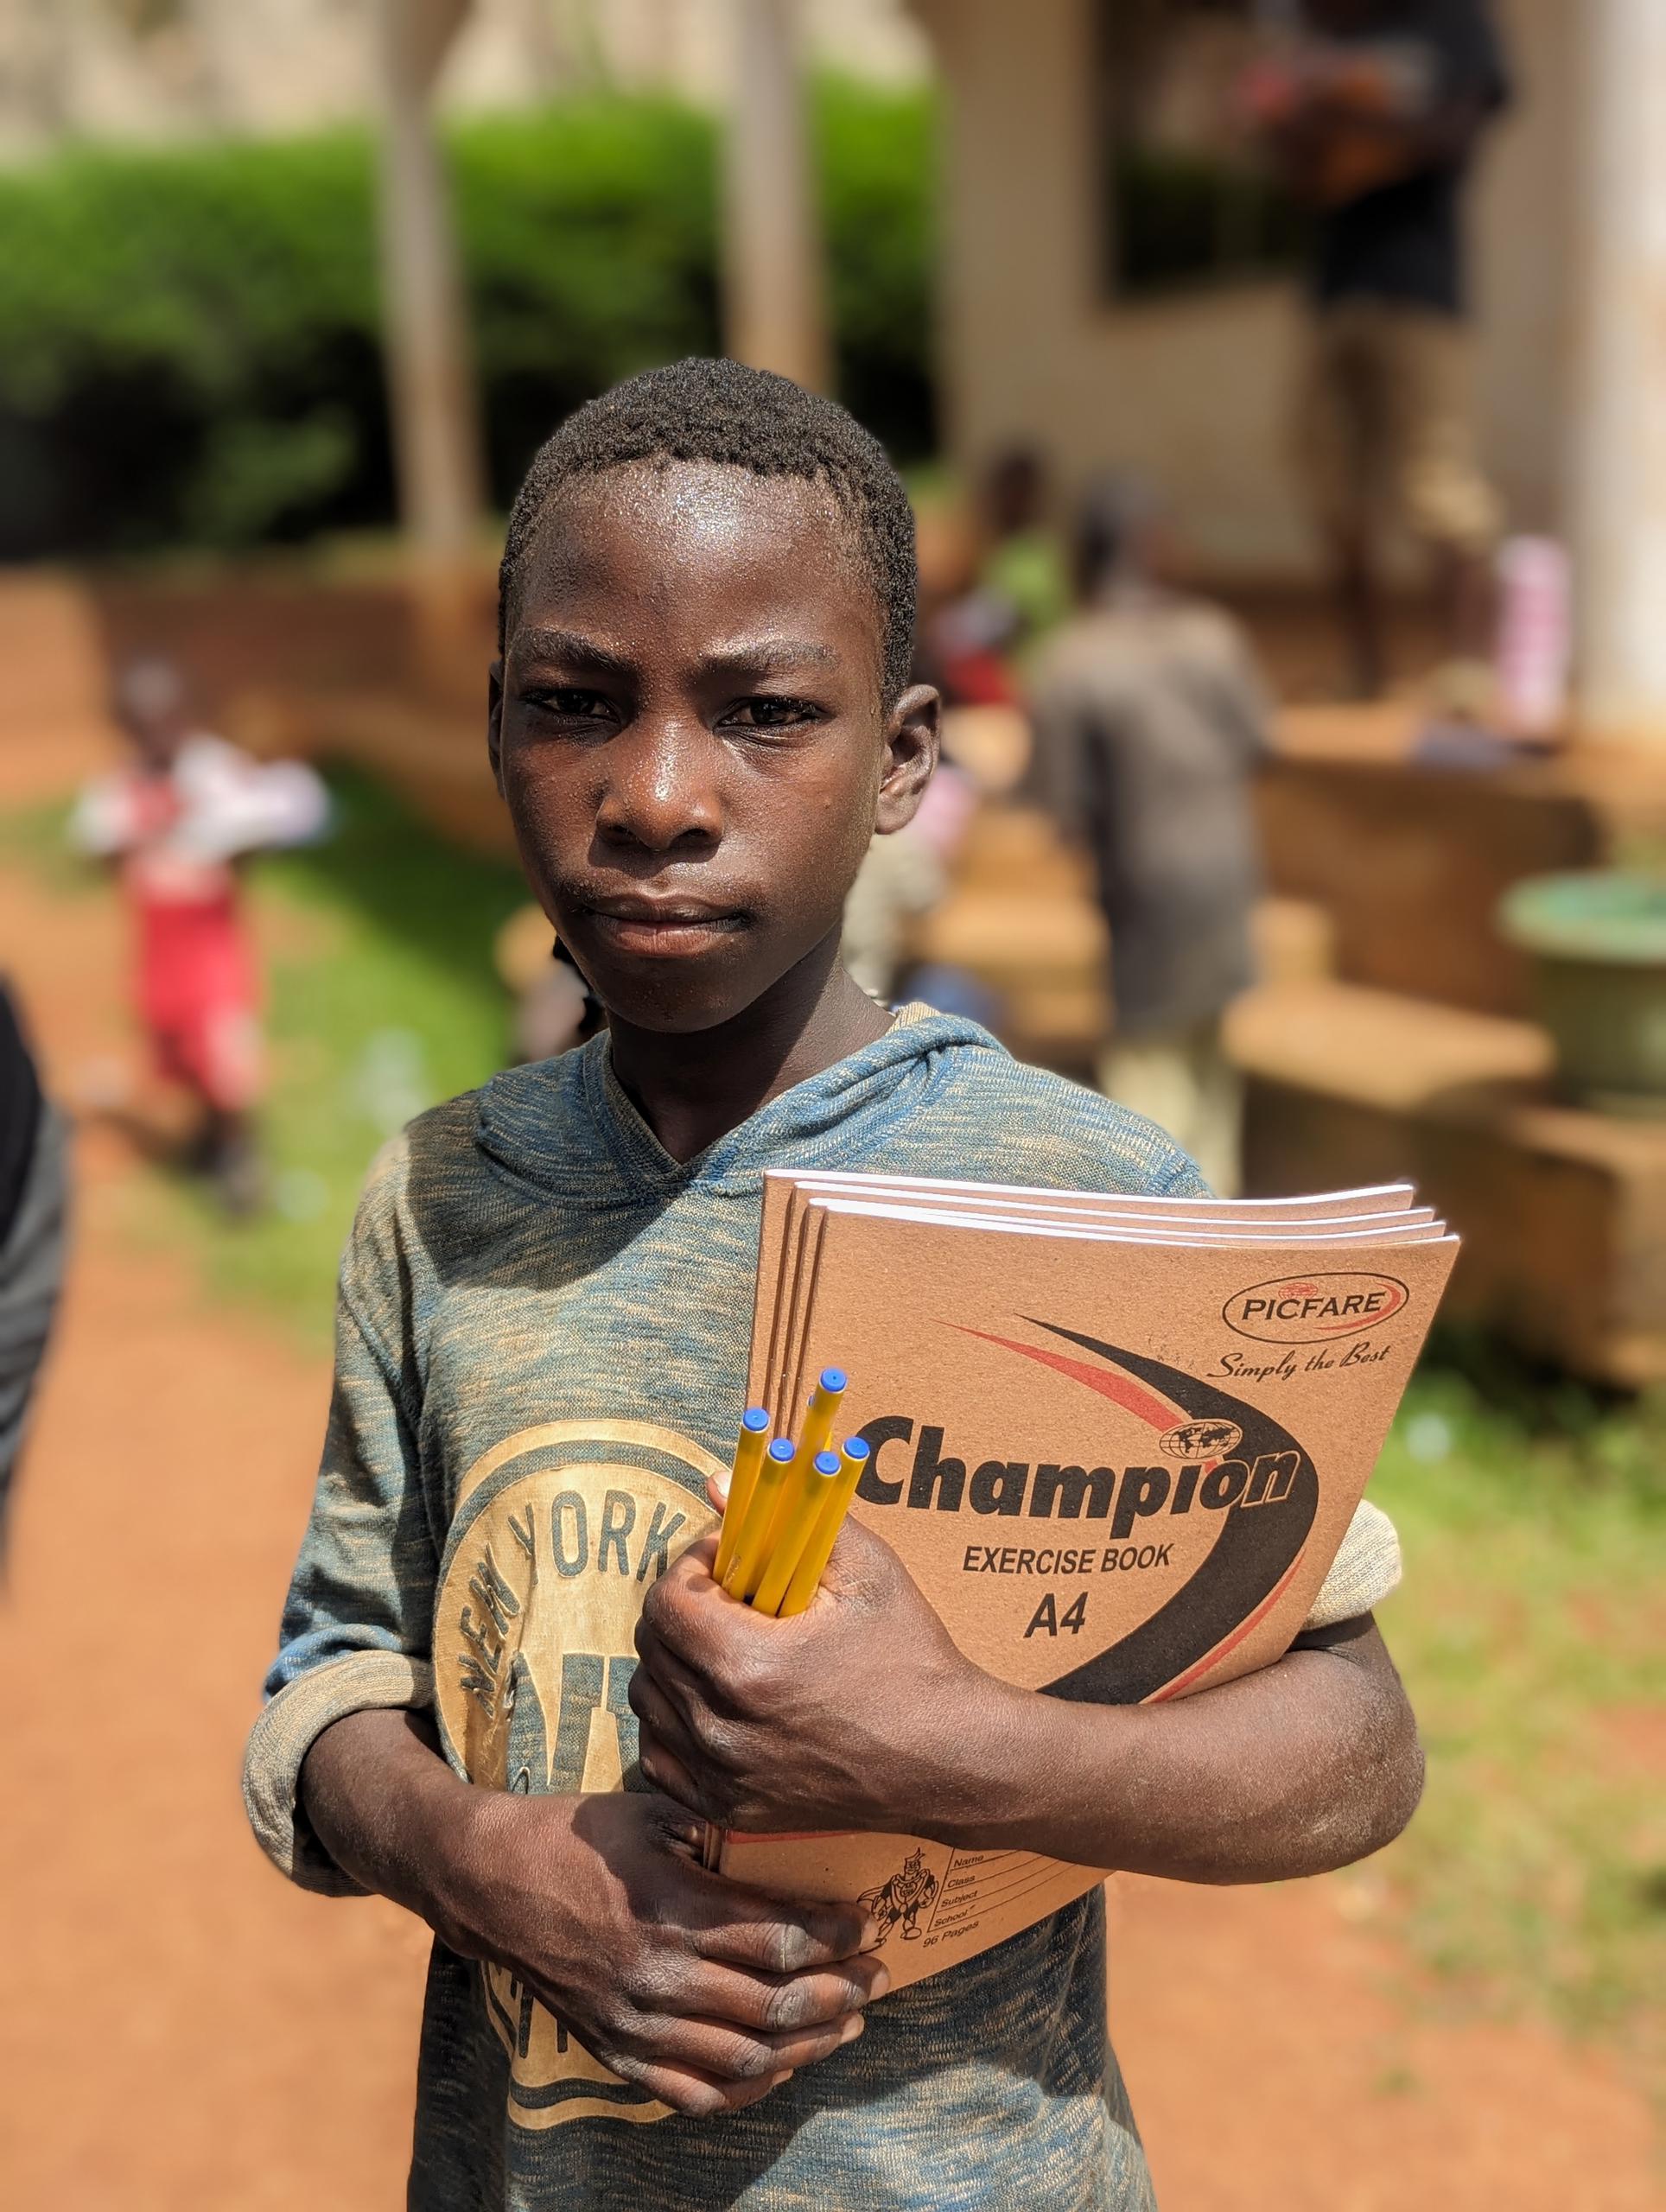 PICFARE
Simply the Best
Champion
EXERCISE BOOK
A4
NEW YORK
Name
Class
Subject
School
96 Pages